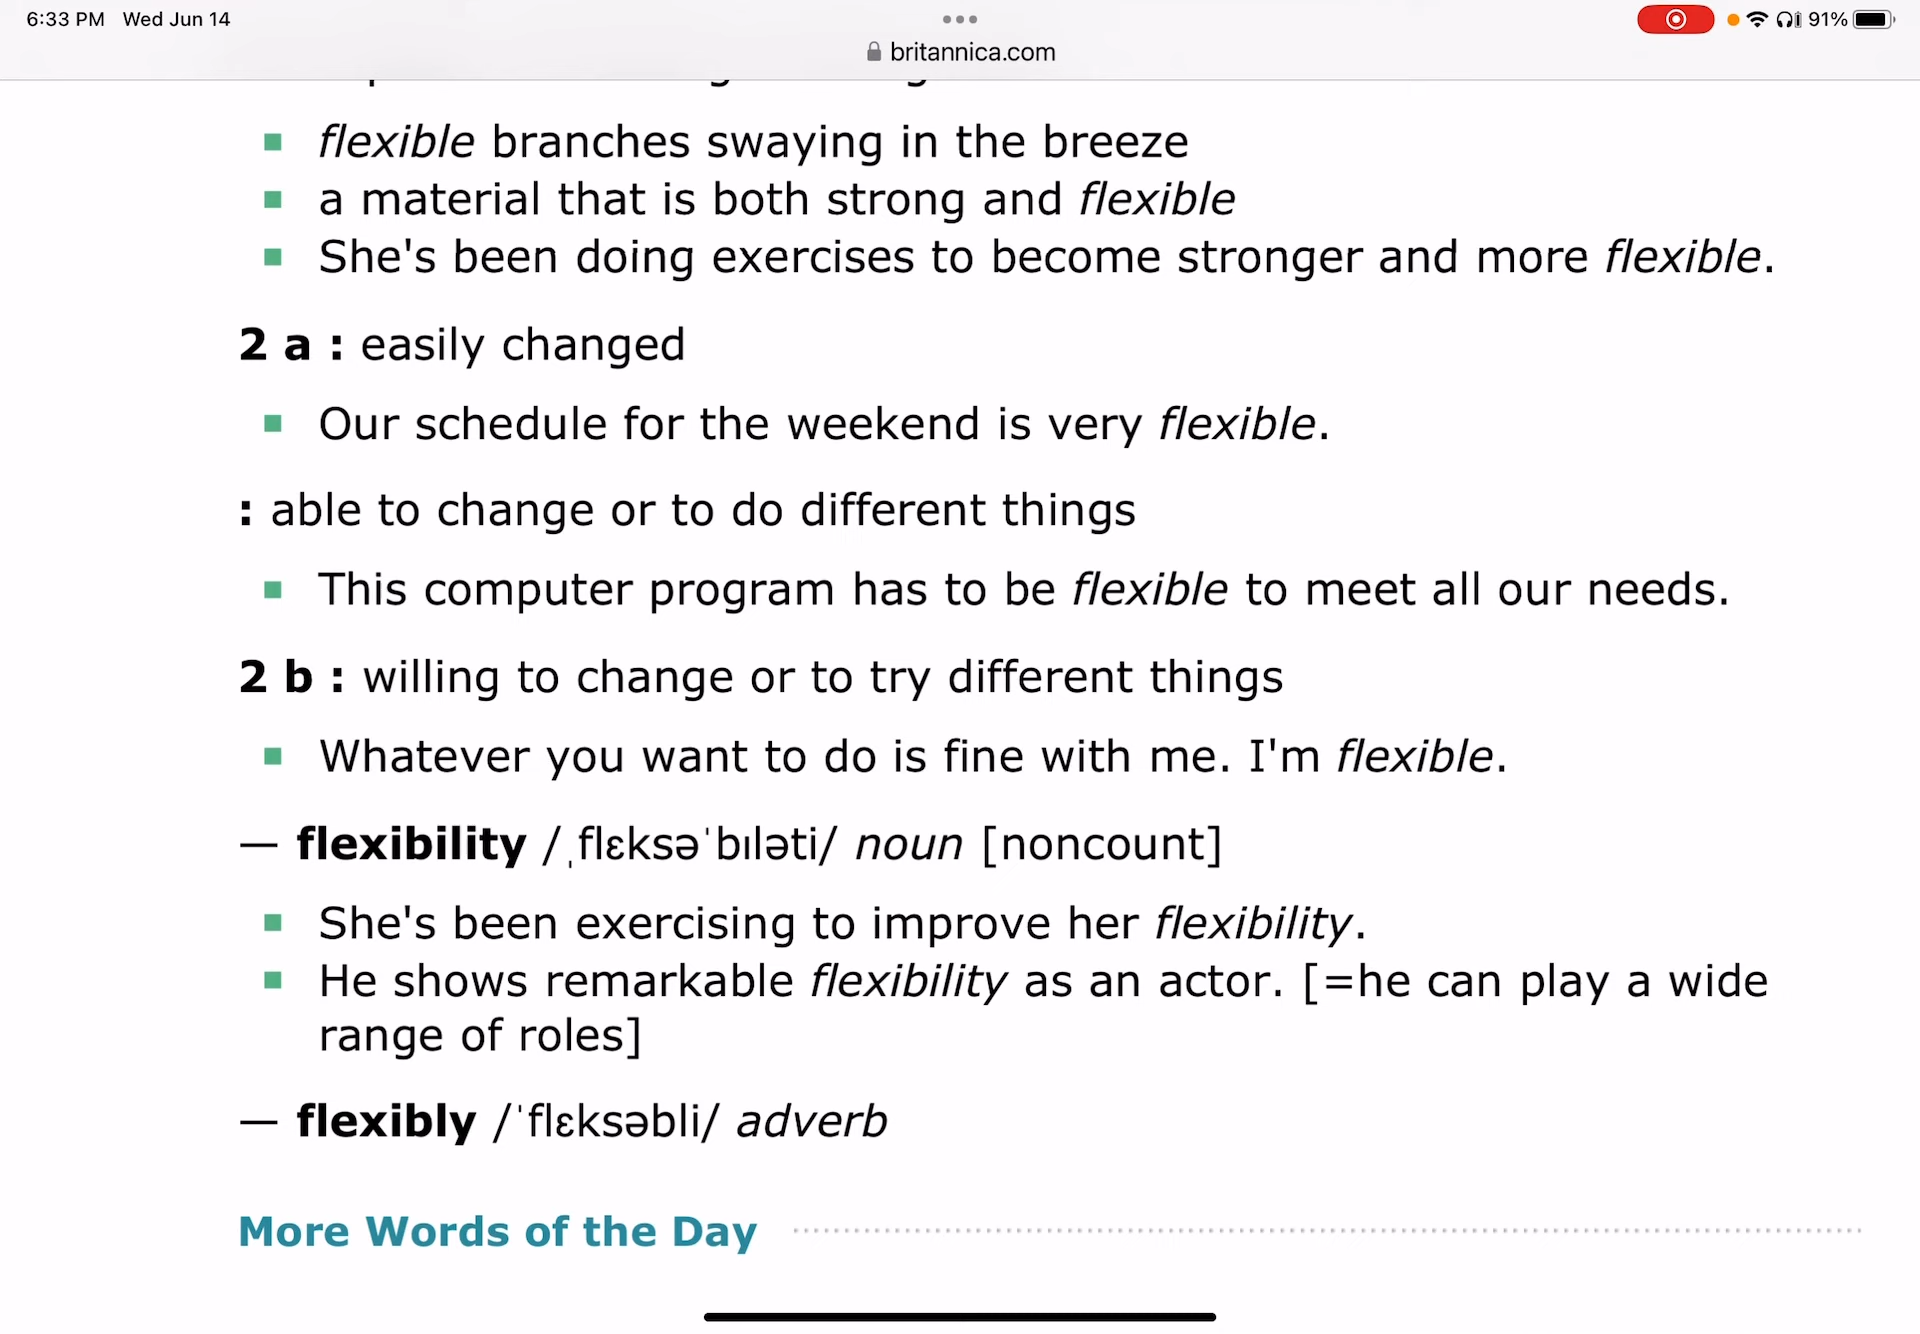 6:33 PM Wed Jun 14
91%
britannica.com
flexible branches swaying in the breeze
a material that is both strong and flexible
She's been doing exercises to become stronger and more flexible.
2 a : easily changed
Our schedule for the weekend is very flexible.
: able to change or to do different things
This computer program has to be flexible to meet all our needs.
2 b : willing to change or to try different things
Whatever you want to do is fine with me. I'm flexible.
— flexibility /ˌflɛksəˈbɪləti/ noun [noncount]
She's been exercising to improve her flexibility.
He shows remarkable flexibility as an actor. [=he can play a wide
range of roles]
— flexibly /ˈflɛksəbli/ adverb
More Words of the Day